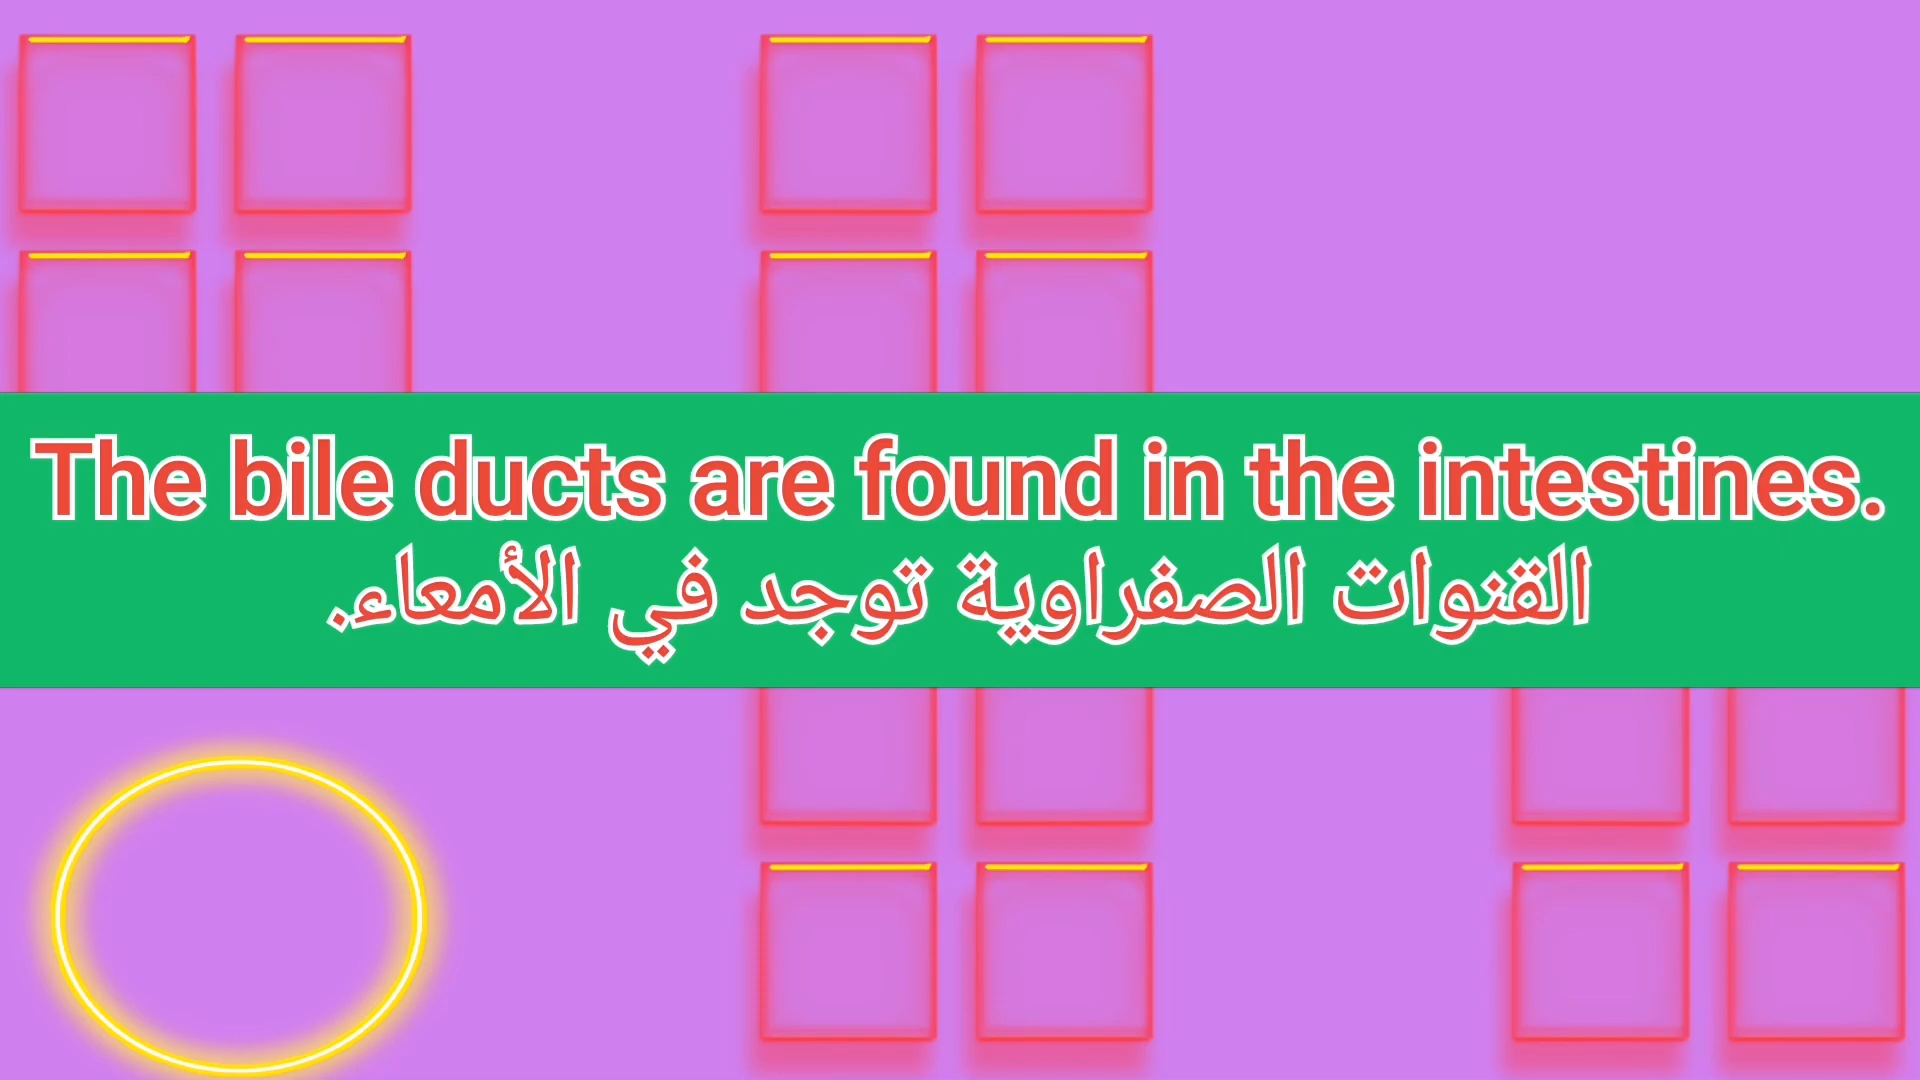 The bile ducts are found in the intestines.
القنوات الصفراوية توجد في الأمعاء.